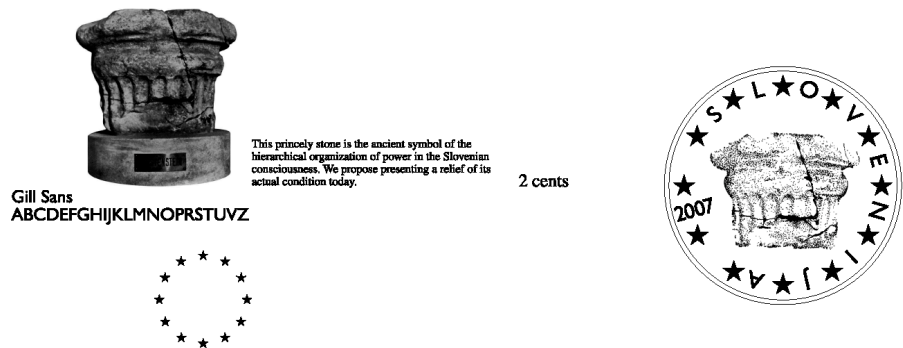 This princely stone is the ancient symbol of the
hierarchical organization of power in the Slovenian
consciousness. We propose presenting a relief of its
actual condition today.
Gill Sans
ABCDEFGHIJKLMNOPRSTUVZ
2 cents
SLOVENIJA
2007